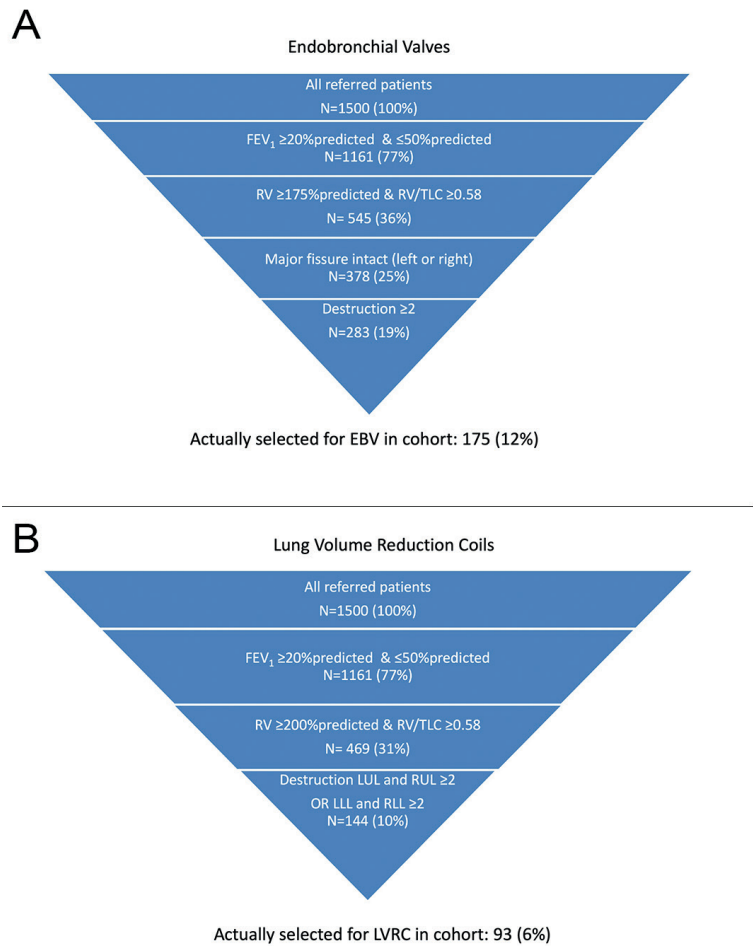 A
Endobronchial Valves
All referred patients
N=1500 (100%)
FEV₁ ≥20%predicted & ≤50%predicted
N=1161 (77%)
RV ≥175%predicted & RV/TLC ≥0.58
N= 545 (36%)
Major fissure intact (left or right)
N=378 (25%)
Destruction ≥2
N=283 (19%)
Actually selected for EBV in cohort: 175 (12%)
B
Lung Volume Reduction Coils
All referred patients
N=1500 (100%)
FEV₁ ≥20%predicted & ≤50%predicted
N=1161 (77%)
RV ≥200%predicted & RV/TLC ≥0.58
N= 469 (31%)
Destruction LUL and RUL ≥2
OR LLL and RLL ≥2
N=144 (10%)
Actually selected for LVRC in cohort: 93 (6%)